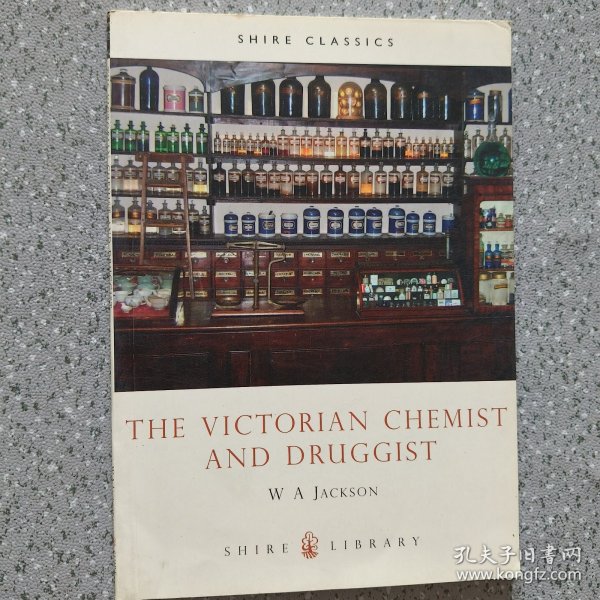 SHIRE CLASSICS
THE VICTORIAN CHEMIST
AND DRUGGIST
W A JACKSON
SHIRE LIBRARY
孔夫子旧书网
www.kongfz.com